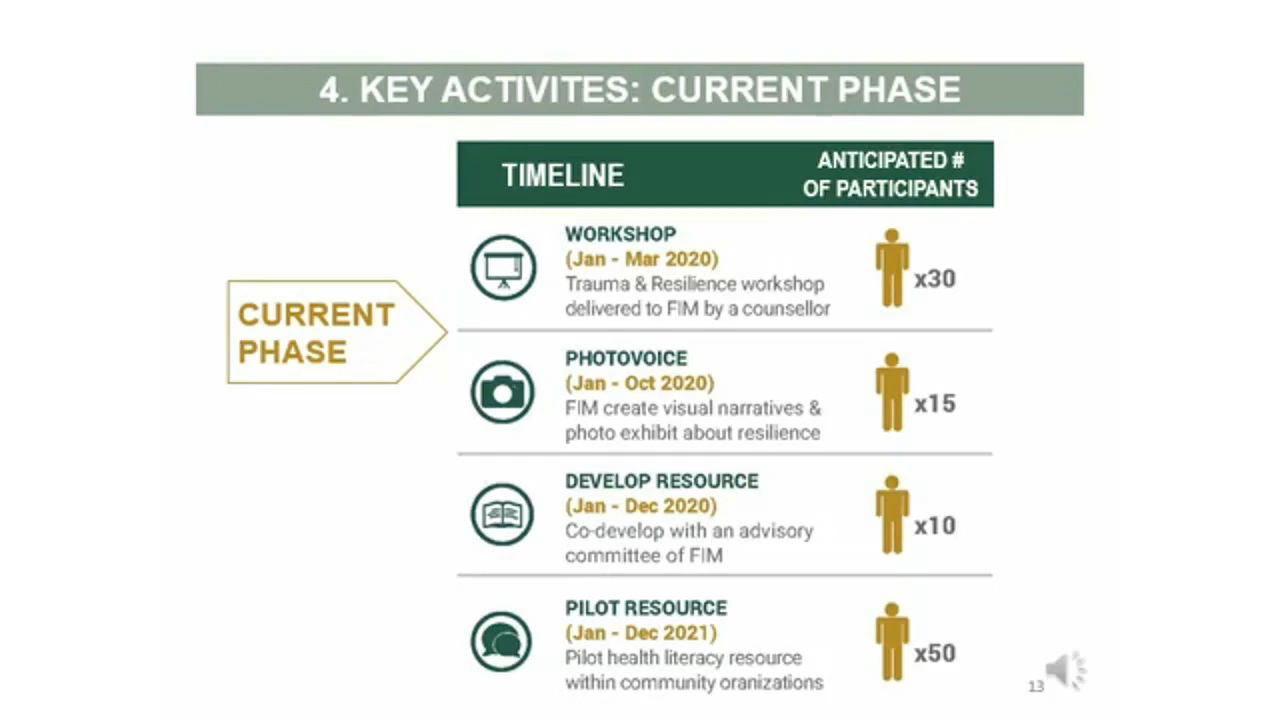 4. KEY ACTIVITES: CURRENT PHASE
TIMELINE
ANTICIPATED #
OF PARTICIPANTS
CURRENT
PHASE
WORKSHOP
(Jan - Mar 2020)
Trauma & Resilience workshop
delivered to FIM by a counsellor
x30
PHOTOVOICE
(Jan - Oct 2020)
FIM create visual narratives &
photo exhibit about resilience
x15
DEVELOP RESOURCE
(Jan - Dec 2020)
Co-develop with an advisory
committee of FIM
x10
PILOT RESOURCE
(Jan - Dec 2021)
Pilot health literacy resource
within community oranizations
x50
13